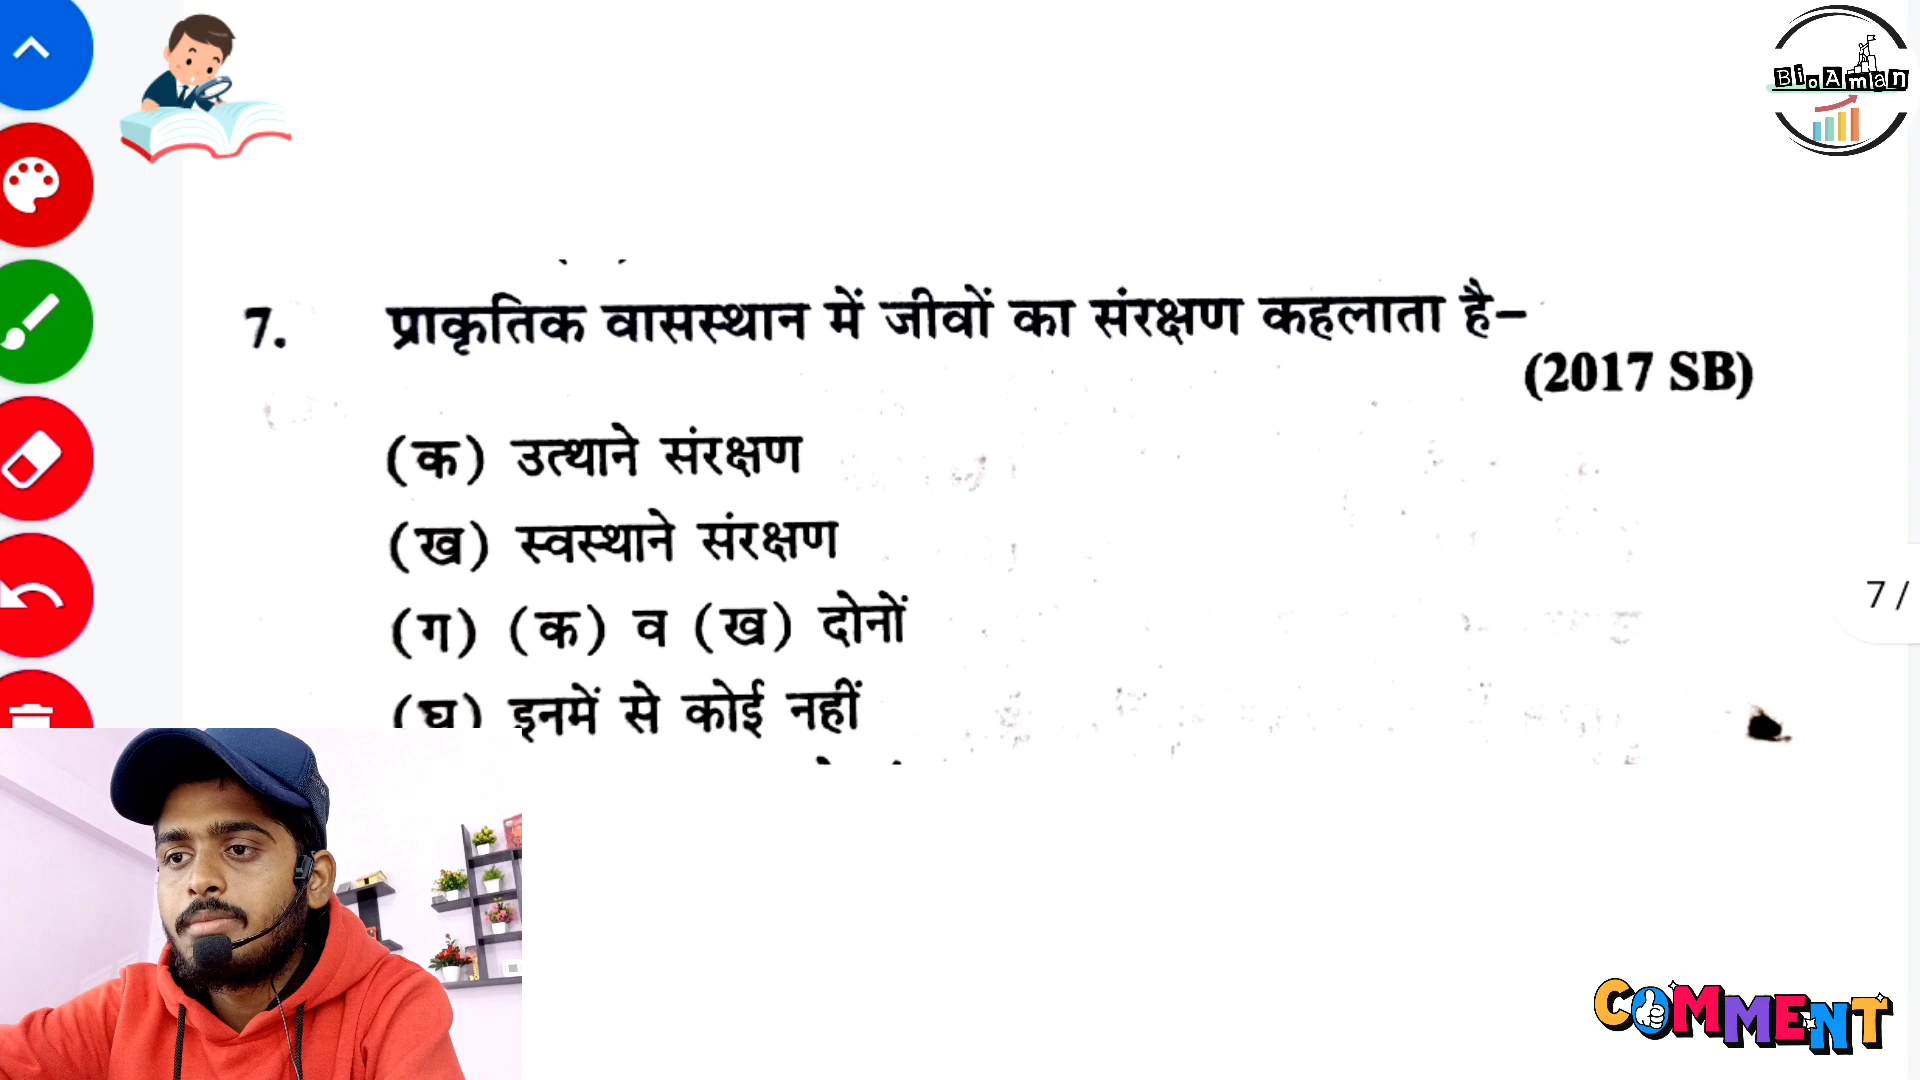 BioAman
7. प्राकृतिक वासस्थान में जीवों का संरक्षण कहलाता है–
(2017 SB)
(क) उत्थाने संरक्षण
(ख) स्वस्थाने संरक्षण
(ग) (क) व (ख) दोनों
(घ) इनमें से कोई नहीं
7 /
COMMENT